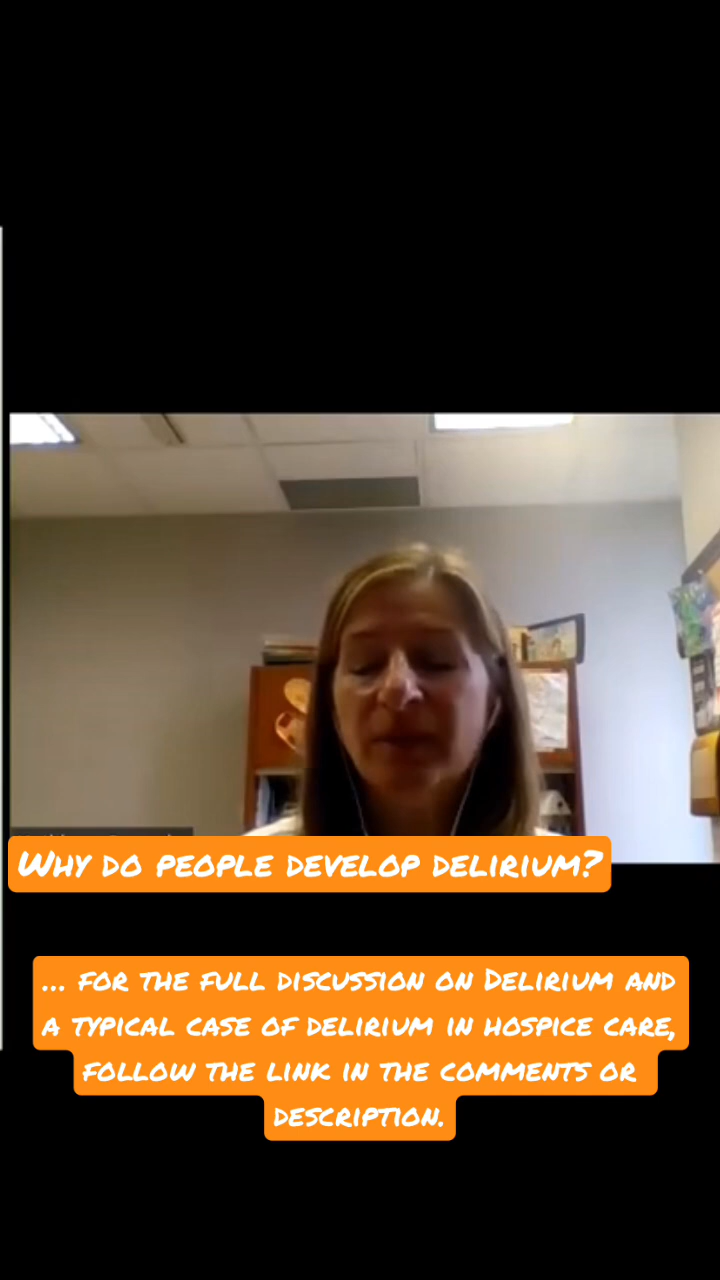 Why do people develop delirium?
... for the full discussion on Delirium and
a typical case of delirium in hospice care,
follow the link in the comments or
description.